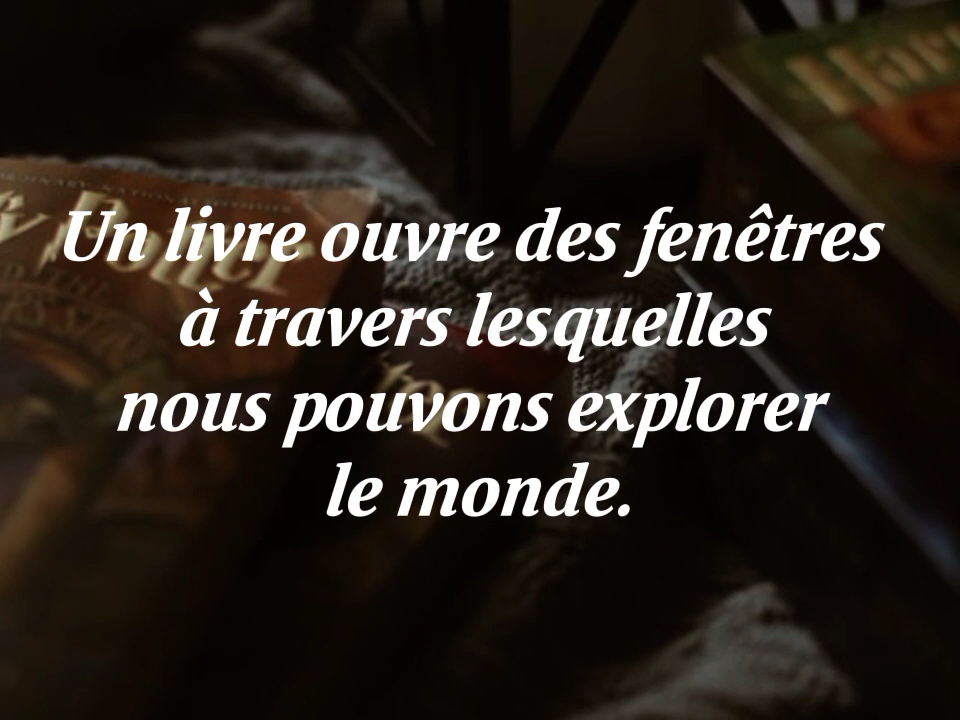 Un livre ouvre des fenêtres
à travers lesquelles
nous pouvons explorer
le monde.